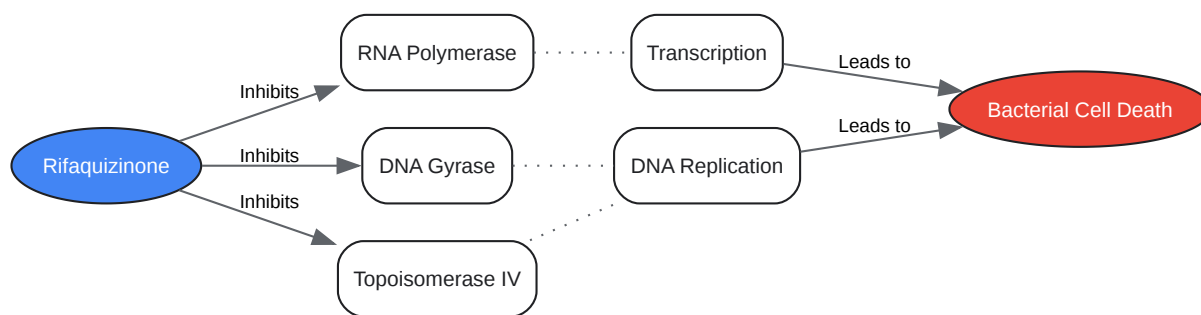 RNA Polymerase
Transcription
Leads to
Inhibits
Bacterial Cell Death
Leads to
Rifaquizinone
Inhibits
DNA Gyrase
DNA Replication
Inhibits
Topoisomerase IV